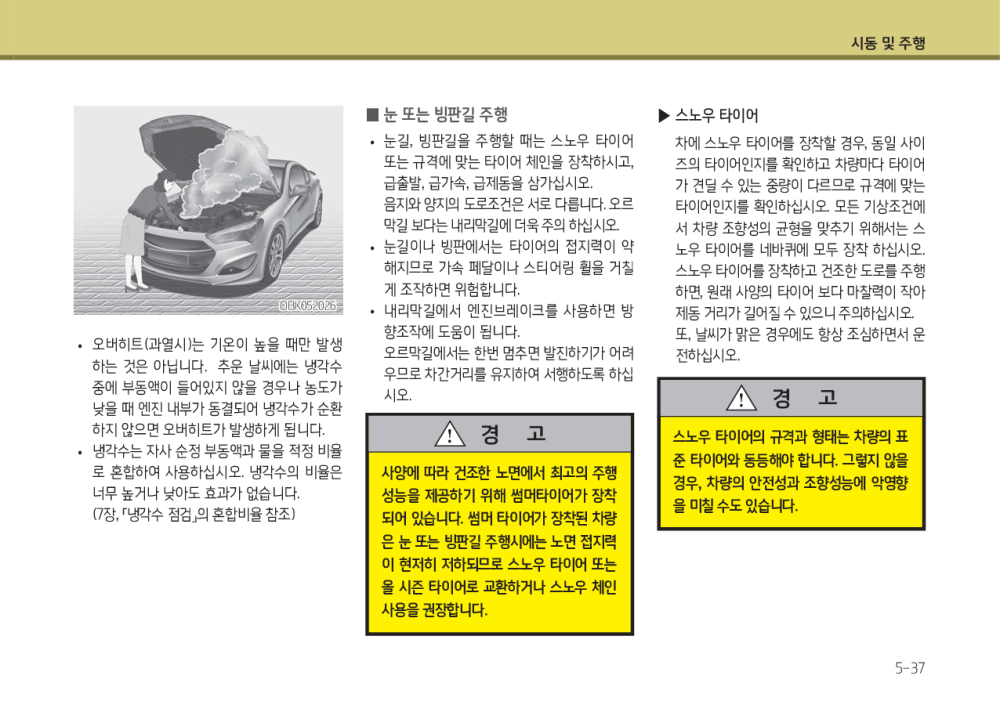 시동 및 주행
OBK052026
• 오버히트(과열시)는 기온이 높을 때만 발생
하는 것은 아닙니다. 추운 날씨에는 냉각수
중에 부동액이 들어있지 않을 경우나 농도가
낮을 때 엔진 내부가 동결되어 냉각수가 순환
하지 않으면 오버히트가 발생하게 됩니다.
• 냉각수는 자사 순정 부동액과 물을 적정 비율
로 혼합하여 사용하십시오. 냉각수의 비율은
너무 높거나 낮아도 효과가 없습니다.
(7장, ｢냉각수 점검｣의 혼합비율 참조)
■ 눈 또는 빙판길 주행
• 눈길, 빙판길을 주행할 때는 스노우 타이어
또는 규격에 맞는 타이어 체인을 장착하시고,
급출발, 급가속, 급제동을 삼가십시오.
음지와 양지의 도로조건은 서로 다릅니다. 오르
막길 보다는 내리막길에 더욱 주의 하십시오.
• 눈길이나 빙판에서는 타이어의 접지력이 약
해지므로 가속 페달이나 스티어링 휠을 거칠
게 조작하면 위험합니다.
• 내리막길에서 엔진브레이크를 사용하면 방
향조작에 도움이 됩니다.
오르막길에서는 한번 멈추면 발진하기가 어려
우므로 차간거리를 유지하여 서행하도록 하십
시오.
경 고
사양에 따라 건조한 노면에서 최고의 주행
성능을 제공하기 위해 썸머타이어가 장착
되어 있습니다. 썸머 타이어가 장착된 차량
은 눈 또는 빙판길 주행시에는 노면 접지력
이 현저히 저하되므로 스노우 타이어 또는
올 시즌 타이어로 교환하거나 스노우 체인
사용을 권장합니다.
▶ 스노우 타이어
차에 스노우 타이어를 장착할 경우, 동일 사이
즈의 타이어인지를 확인하고 차량마다 타이어
가 견딜 수 있는 중량이 다르므로 규격에 맞는
타이어인지를 확인하십시오. 모든 기상조건에
서 차량 조향성의 균형을 맞추기 위해서는 스
노우 타이어를 네바퀴에 모두 장착 하십시오.
스노우 타이어를 장착하고 건조한 도로를 주행
하면, 원래 사양의 타이어 보다 마찰력이 작아
제동 거리가 길어질 수 있으니 주의하십시오.
또, 날씨가 맑은 경우에도 항상 조심하면서 운
전하십시오.
경 고
스노우 타이어의 규격과 형태는 차량의 표
준 타이어와 동등해야 합니다. 그렇지 않을
경우, 차량의 안전성과 조향성능에 악영향
을 미칠 수도 있습니다.
5-37